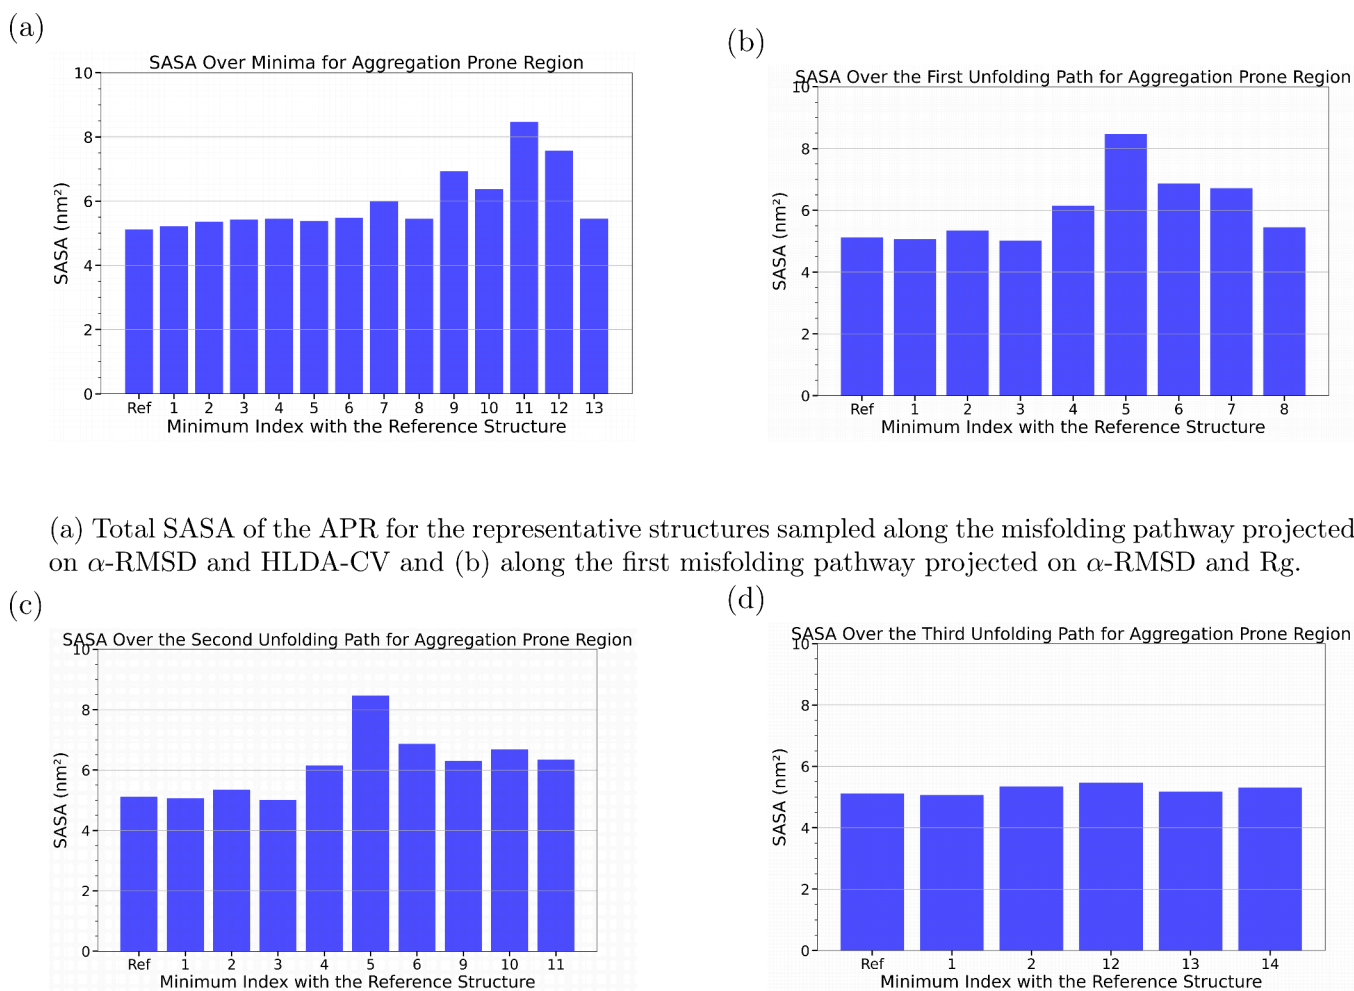 (a)
SASA Over Minima for Aggregation Prone Region
10
8
6
4
2
0
SASA (nm²)
Ref 1 2 3 4 5 6 7 8 9 10 11 12 13
Minimum Index with the Reference Structure
(b)
SASA Over the First Unfolding Path for Aggregation Prone Region
10
8
6
4
2
0
SASA (nm²)
Ref 1 2 3 4 5 6 7 8
Minimum Index with the Reference Structure
(a) Total SASA of the APR for the representative structures sampled along the misfolding pathway projected
on α-RMSD and HLDA-CV and (b) along the first misfolding pathway projected on α-RMSD and Rg.
(c)
SASA Over the Second Unfolding Path for Aggregation Prone Region
10
8
6
4
2
0
SASA (nm²)
Ref 1 2 3 4 5 6 9 10 11
Minimum Index with the Reference Structure
(d)
SASA Over the Third Unfolding Path for Aggregation Prone Region
10
8
6
4
2
0
SASA (nm²)
Ref 1 2 12 13 14
Minimum Index with the Reference Structure